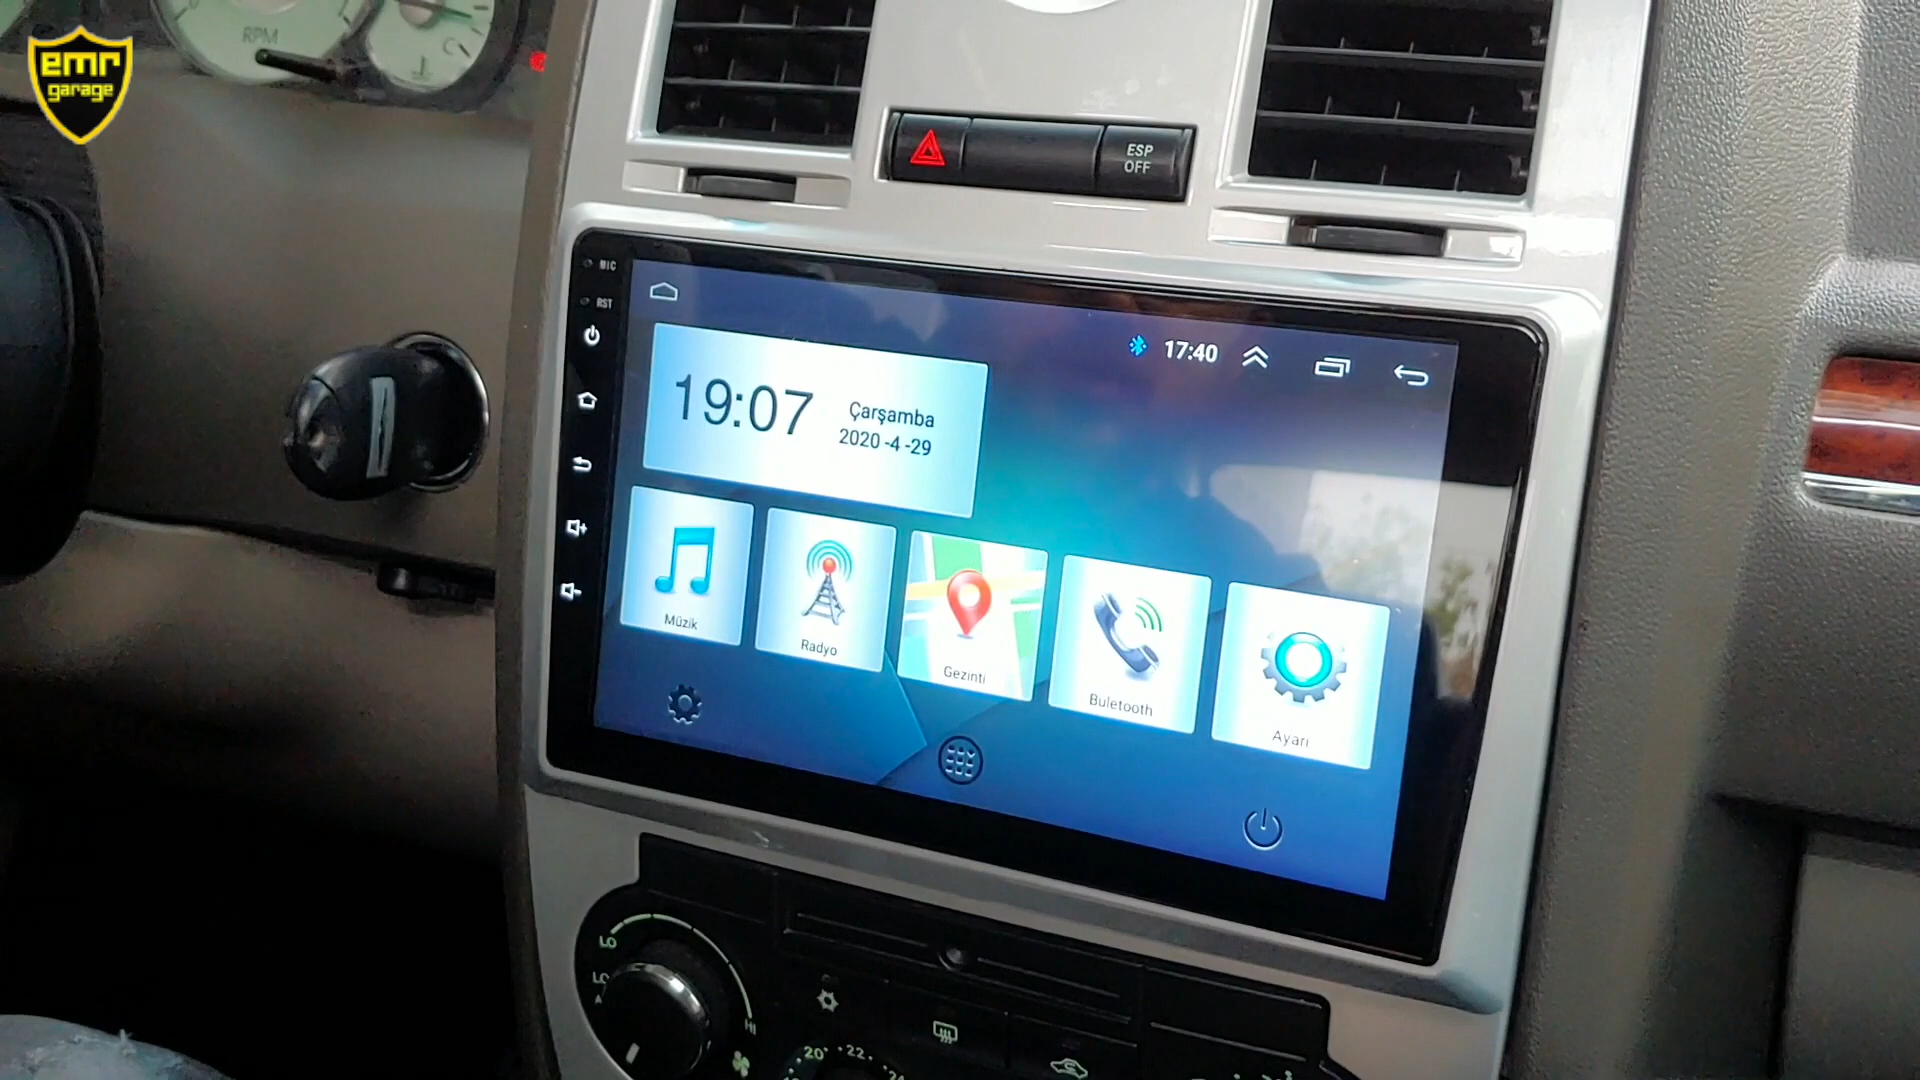 emr
garage
RPM
C
ESP
OFF
MIC
RST
17:40
19:07
Çarşamba
2020 -4 -29
Müzik
Radyo
Gezinti
Buletooth
Ayarı
LO
LO
A
HI
20
22